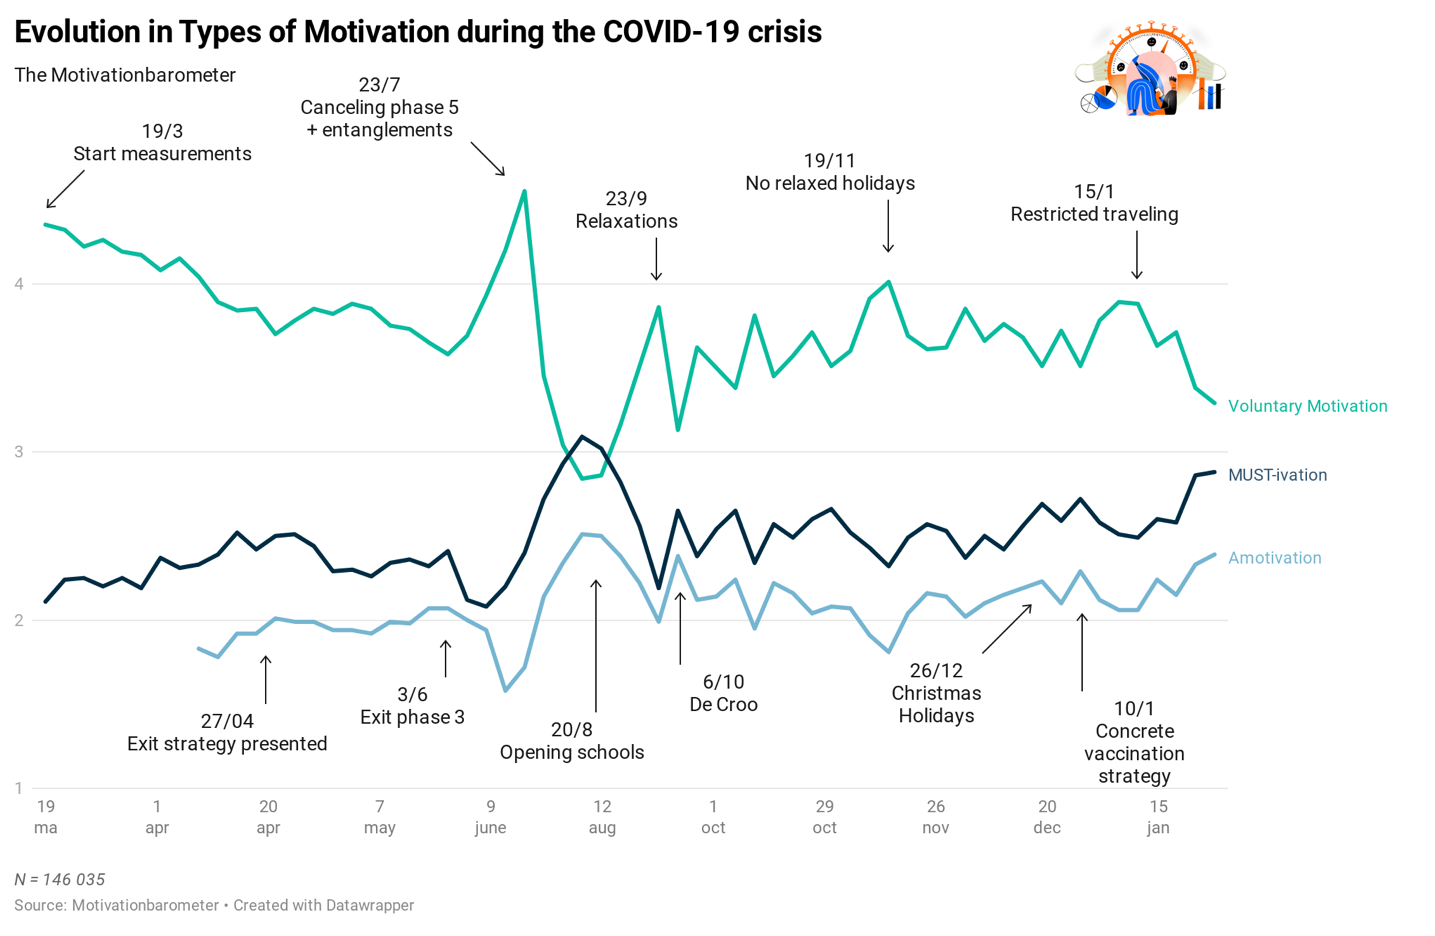 Evolution in Types of Motivation during the COVID-19 crisis
The Motivationbarometer
23/7
Canceling phase 5
+ entanglements
19/3
Start measurements
23/9
Relaxations
19/11
No relaxed holidays
15/1
Restricted traveling
4
3
2
1
Voluntary Motivation
MUST-ivation
Amotivation
27/04
Exit strategy presented
3/6
Exit phase 3
20/8
Opening schools
6/10
De Croo
26/12
Christmas
Holidays
10/1
Concrete
vaccination
strategy
19 1 20 7 9 12 1 29 26 20 15
ma apr apr may june aug oct oct nov dec jan
N = 146 035
Source: Motivationbarometer • Created with Datawrapper